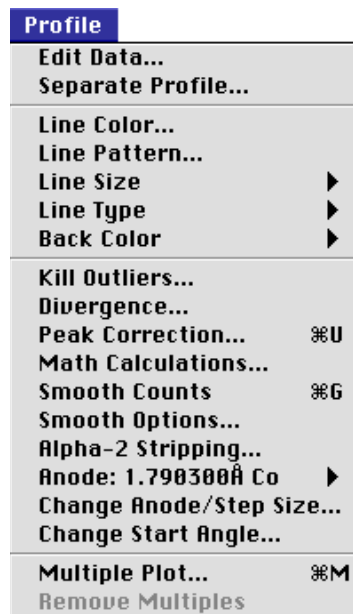 Profile
Edit Data...
Separate Profile...
Line Color...
Line Pattern...
Line Size
Line Type
Back Color
Kill Outliers...
Divergence...
Peak Correction... ⌘U
Math Calculations...
Smooth Counts ⌘G
Smooth Options...
Alpha-2 Stripping...
Anode: 1.790300Å Co
Change Anode/Step Size...
Change Start Angle...
Multiple Plot... ⌘M
Remove Multiples